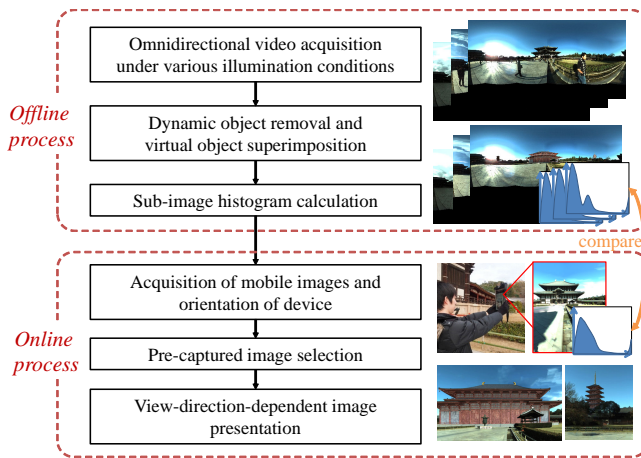 Omnidirectional video acquisition
under various illumination conditions
Offline
process
Dynamic object removal and
virtual object superimposition
Sub-image histogram calculation
compare
Acquisition of mobile images and
orientation of device
Online
process
Pre-captured image selection
View-direction-dependent image
presentation